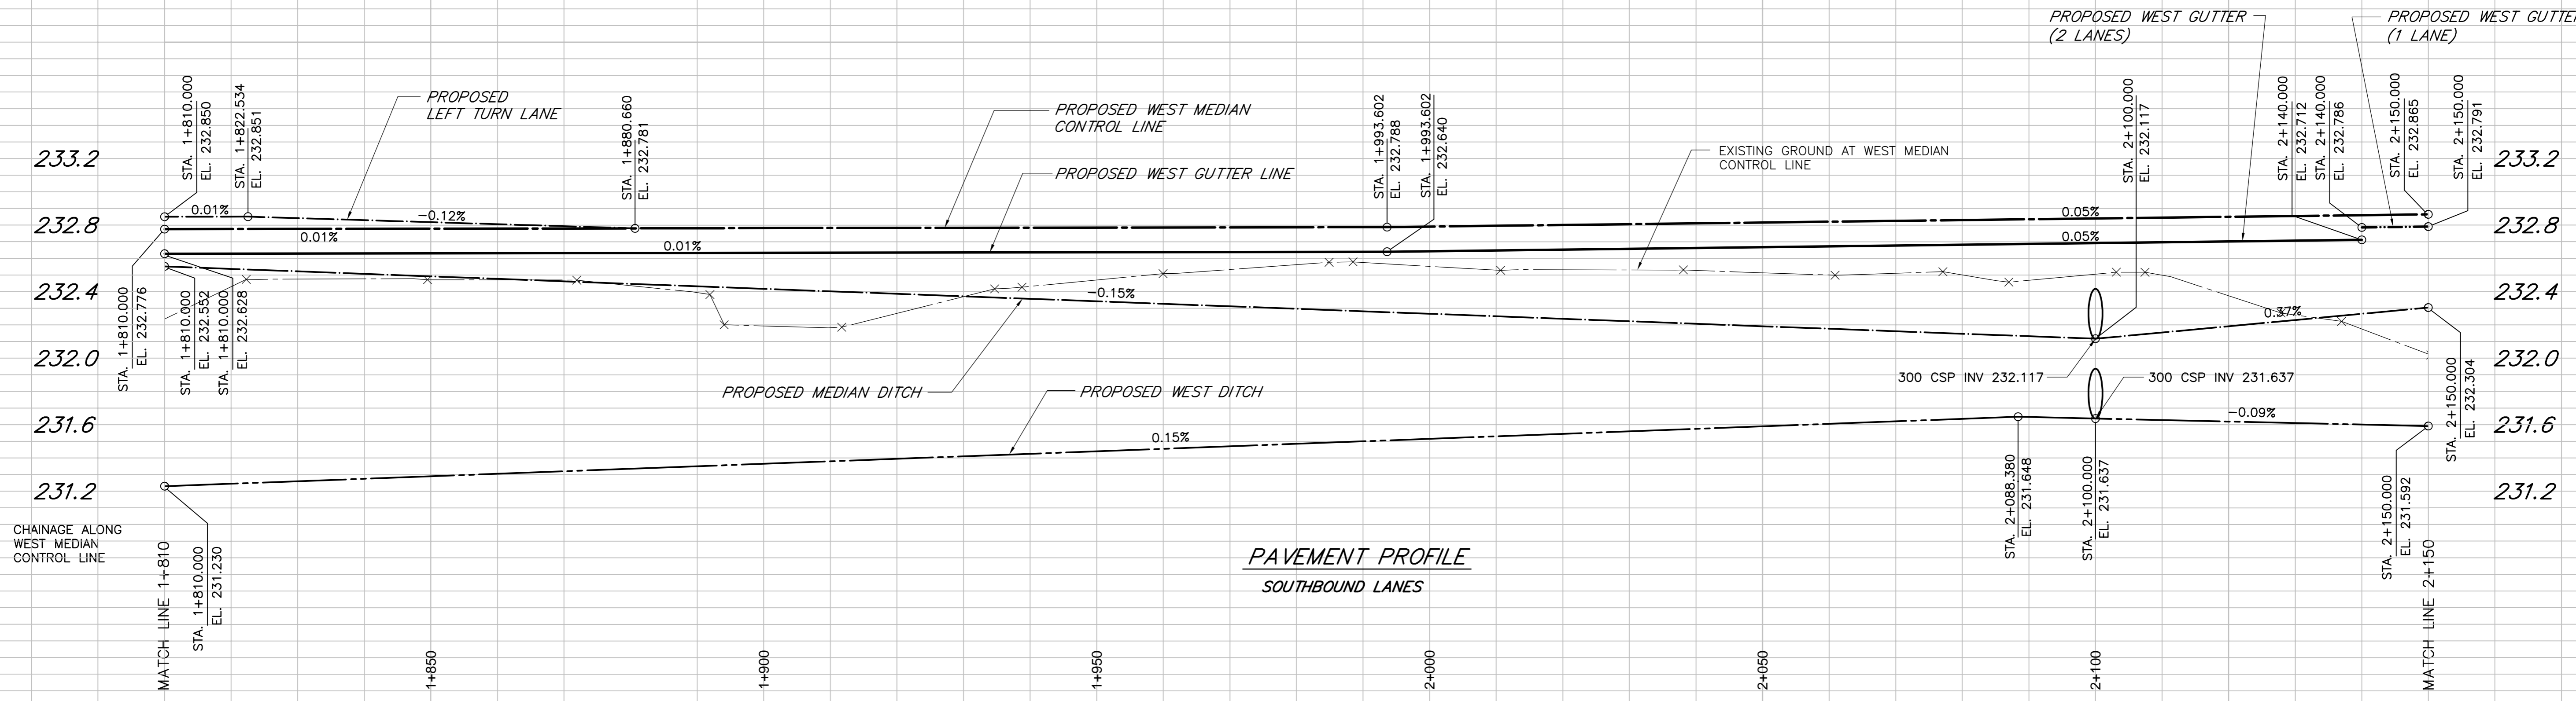 PROPOSED WEST GUTTER
(2 LANES)
PROPOSED WEST GUTTE
(1 LANE)
STA. 1+810.000
EL. 232.850
STA. 1+822.534
EL. 232.851
PROPOSED
LEFT TURN LANE
STA. 1+880.660
EL. 232.781
PROPOSED WEST MEDIAN
CONTROL LINE
PROPOSED WEST GUTTER LINE
STA. 1+993.602
EL. 232.788
STA. 1+993.602
EL. 232.640
EXISTING GROUND AT WEST MEDIAN
CONTROL LINE
STA. 2+100.000
EL. 232.117
STA. 2+140.000
EL. 232.712
STA. 2+140.000
EL. 232.786
STA. 2+150.000
EL. 232.865
STA. 2+150.000
EL. 232.791
233.2
233.2
232.8
0.01%
-0.12%
0.05%
232.8
0.01%
0.01%
0.05%
232.4
-0.15%
0.37%
232.4
STA. 1+810.000
EL. 232.776
STA. 1+810.000
EL. 232.552
STA. 1+810.000
EL. 232.628
232.0
232.0
300 CSP INV 232.117
300 CSP INV 231.637
PROPOSED MEDIAN DITCH
PROPOSED WEST DITCH
STA. 2+150.000
EL. 232.304
231.6
0.15%
-0.09%
231.6
231.2
231.2
STA. 2+088.380
EL. 231.648
STA. 2+100.000
EL. 231.637
STA. 2+150.000
EL. 231.592
CHAINAGE ALONG
WEST MEDIAN
CONTROL LINE
MATCH LINE 1+810
STA. 1+810.000
EL. 231.230
PAVEMENT PROFILE
SOUTHBOUND LANES
MATCH LINE 2+150
1+850
1+900
1+950
2+000
2+050
2+100